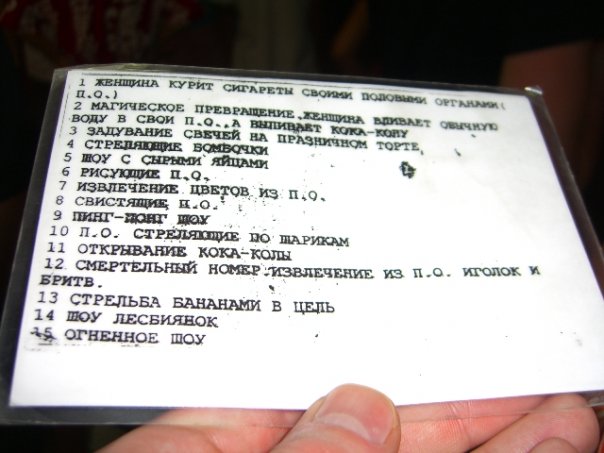 1 ЖЕНЩИНА КУРИТ СИГАРЕТЫ СВОИМИ ПОЛОВЫМИ ОРГАНАМИ(
П.О.)
2 МАГИЧЕСКОЕ ПРЕВРАЩЕНИЕ.ЖЕНЩИНА ВДИВАЕТ ОБЫЧНУЮ
ВОДУ В СВОИ П.О.,А ВЫПИВАЕТ КОКА-КОЛУ
3 ЗАДУВАНИЕ СВЕЧЕЙ НА ПРАЗНИЧНОМ ТОРТЕ
4 СТРЕЛЯЮЩИЕ БОМБОЧКИ
5 ШОУ С СЫРЫМИ ЯЙЦАМИ
6 РИСУЮЩИЕ П.О.
7 ИЗВЛЕЧЕНИЕ ЦВЕТОВ ИЗ П.О.
8 СВИСТЯЩИЕ П.О.
9 ПИНГ-ПОНГ ШОУ
10 П.О. СТРЕЛЯЮЩИЕ ПО ШАРИКАМ
11 ОТКРЫВАНИЕ КОКА-КОЛЫ
12 СМЕРТЕЛЬНЫЙ НОМЕР.ИЗВЛЕЧЕНИЕ ИЗ П.О. ИГОЛОК И
БРИТВ.
13 СТРЕЛЬБА БАНАНАМИ В ЦЕЛЬ
14 ШОУ ЛЕСБИЯНОК
15 ОГНЕННОЕ ШОУ